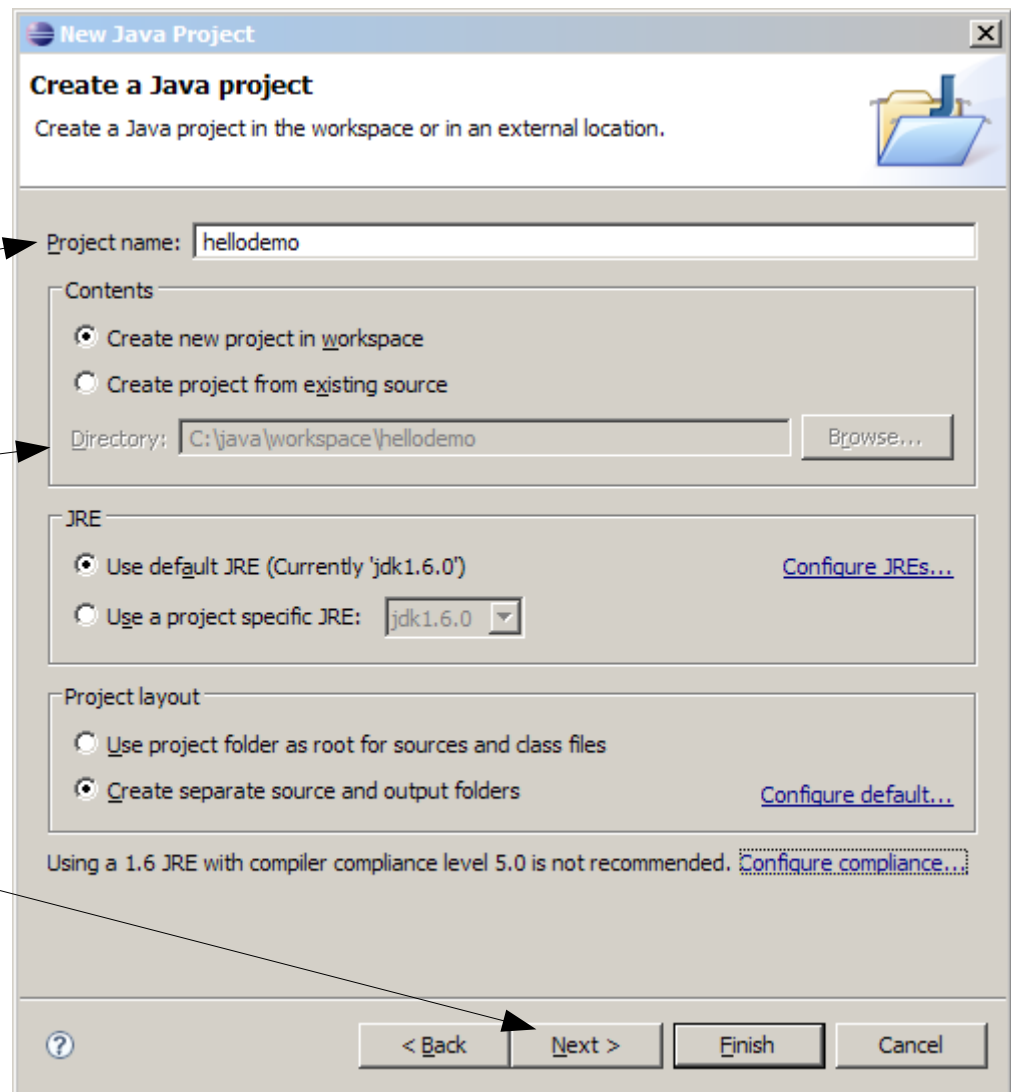 New Java Project
Create a Java project
Create a Java project in the workspace or in an external location.
Project name: hellodemo
Contents
Create new project in workspace
Create project from existing source
Directory: C:\java\workspace\hellodemo Browse...
JRE
Use default JRE (Currently 'jdk1.6.0') Configure JREs...
Use a project specific JRE: jdk1.6.0
Project layout
Use project folder as root for sources and class files
Create separate source and output folders Configure default...
Using a 1.6 JRE with compiler compliance level 5.0 is not recommended. Configure compliance...
? < Back Next > Finish Cancel